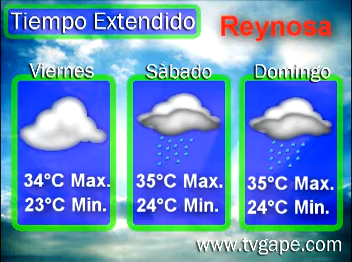 Tiempo Extendido
Reynosa
Viernes
Sàbado
Domingo
34°C Max.
23°C Min.
35°C Max.
24°C Min.
35°C Max.
24°C Min.
www.tvgape.com